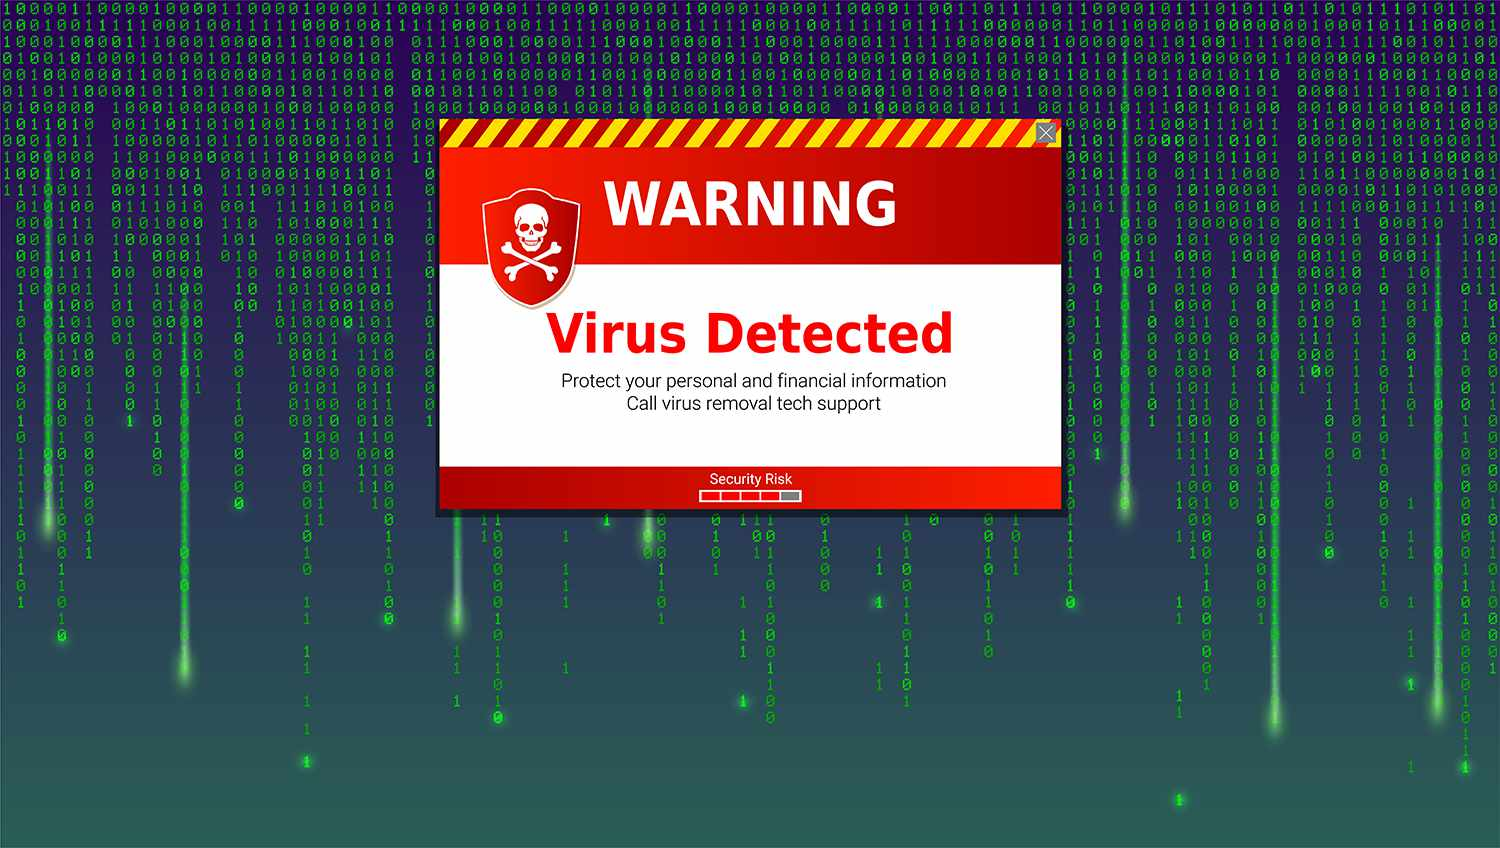 WARNING
Virus Detected
Protect your personal and financial information
Call virus removal tech support
Security Risk